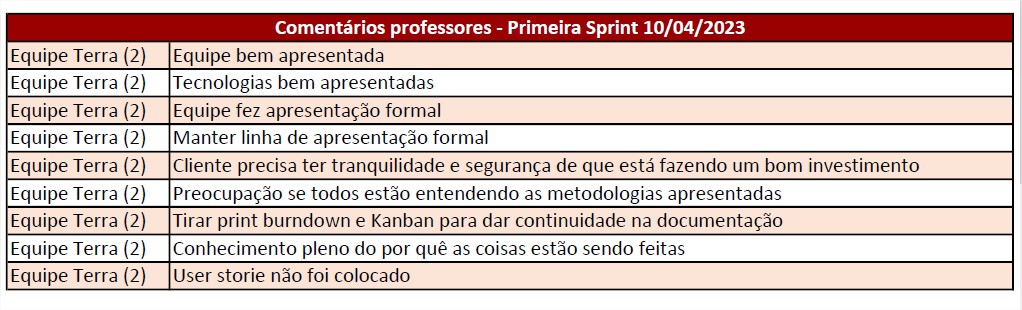 Comentários professores - Primeira Sprint 10/04/2023
Equipe Terra (2) Equipe bem apresentada
Equipe Terra (2) Tecnologias bem apresentadas
Equipe Terra (2) Equipe fez apresentação formal
Equipe Terra (2) Manter linha de apresentação formal
Equipe Terra (2) Cliente precisa ter tranquilidade e segurança de que está fazendo um bom investimento
Equipe Terra (2) Preocupação se todos estão entendendo as metodologias apresentadas
Equipe Terra (2) Tirar print burndown e Kanban para dar continuidade na documentação
Equipe Terra (2) Conhecimento pleno do por quê as coisas estão sendo feitas
Equipe Terra (2) User storie não foi colocado